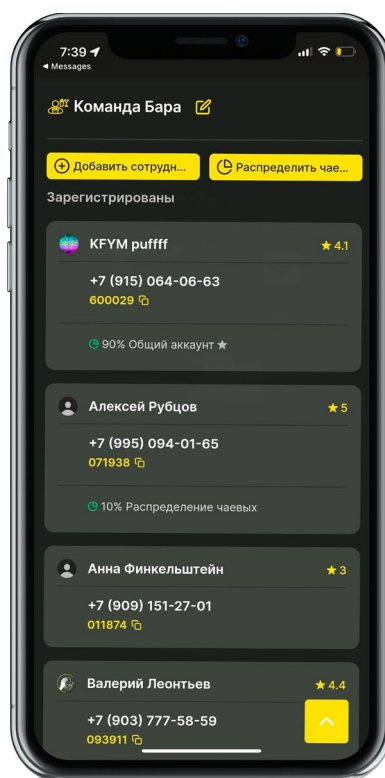 7:39
◄ Messages
Команда Бара
Добавить сотрудн...
Распределить чае...
Зарегистрированы
KFYM puffff
★ 4.1
+7 (915) 064-06-63
600029
90% Общий аккаунт ★
Алексей Рубцов
★ 5
+7 (995) 094-01-65
071938
10% Распределение чаевых
Анна Финкельштейн
★ 3
+7 (909) 151-27-01
011874
Валерий Леонтьев
★ 4.4
+7 (903) 777-58-59
093911